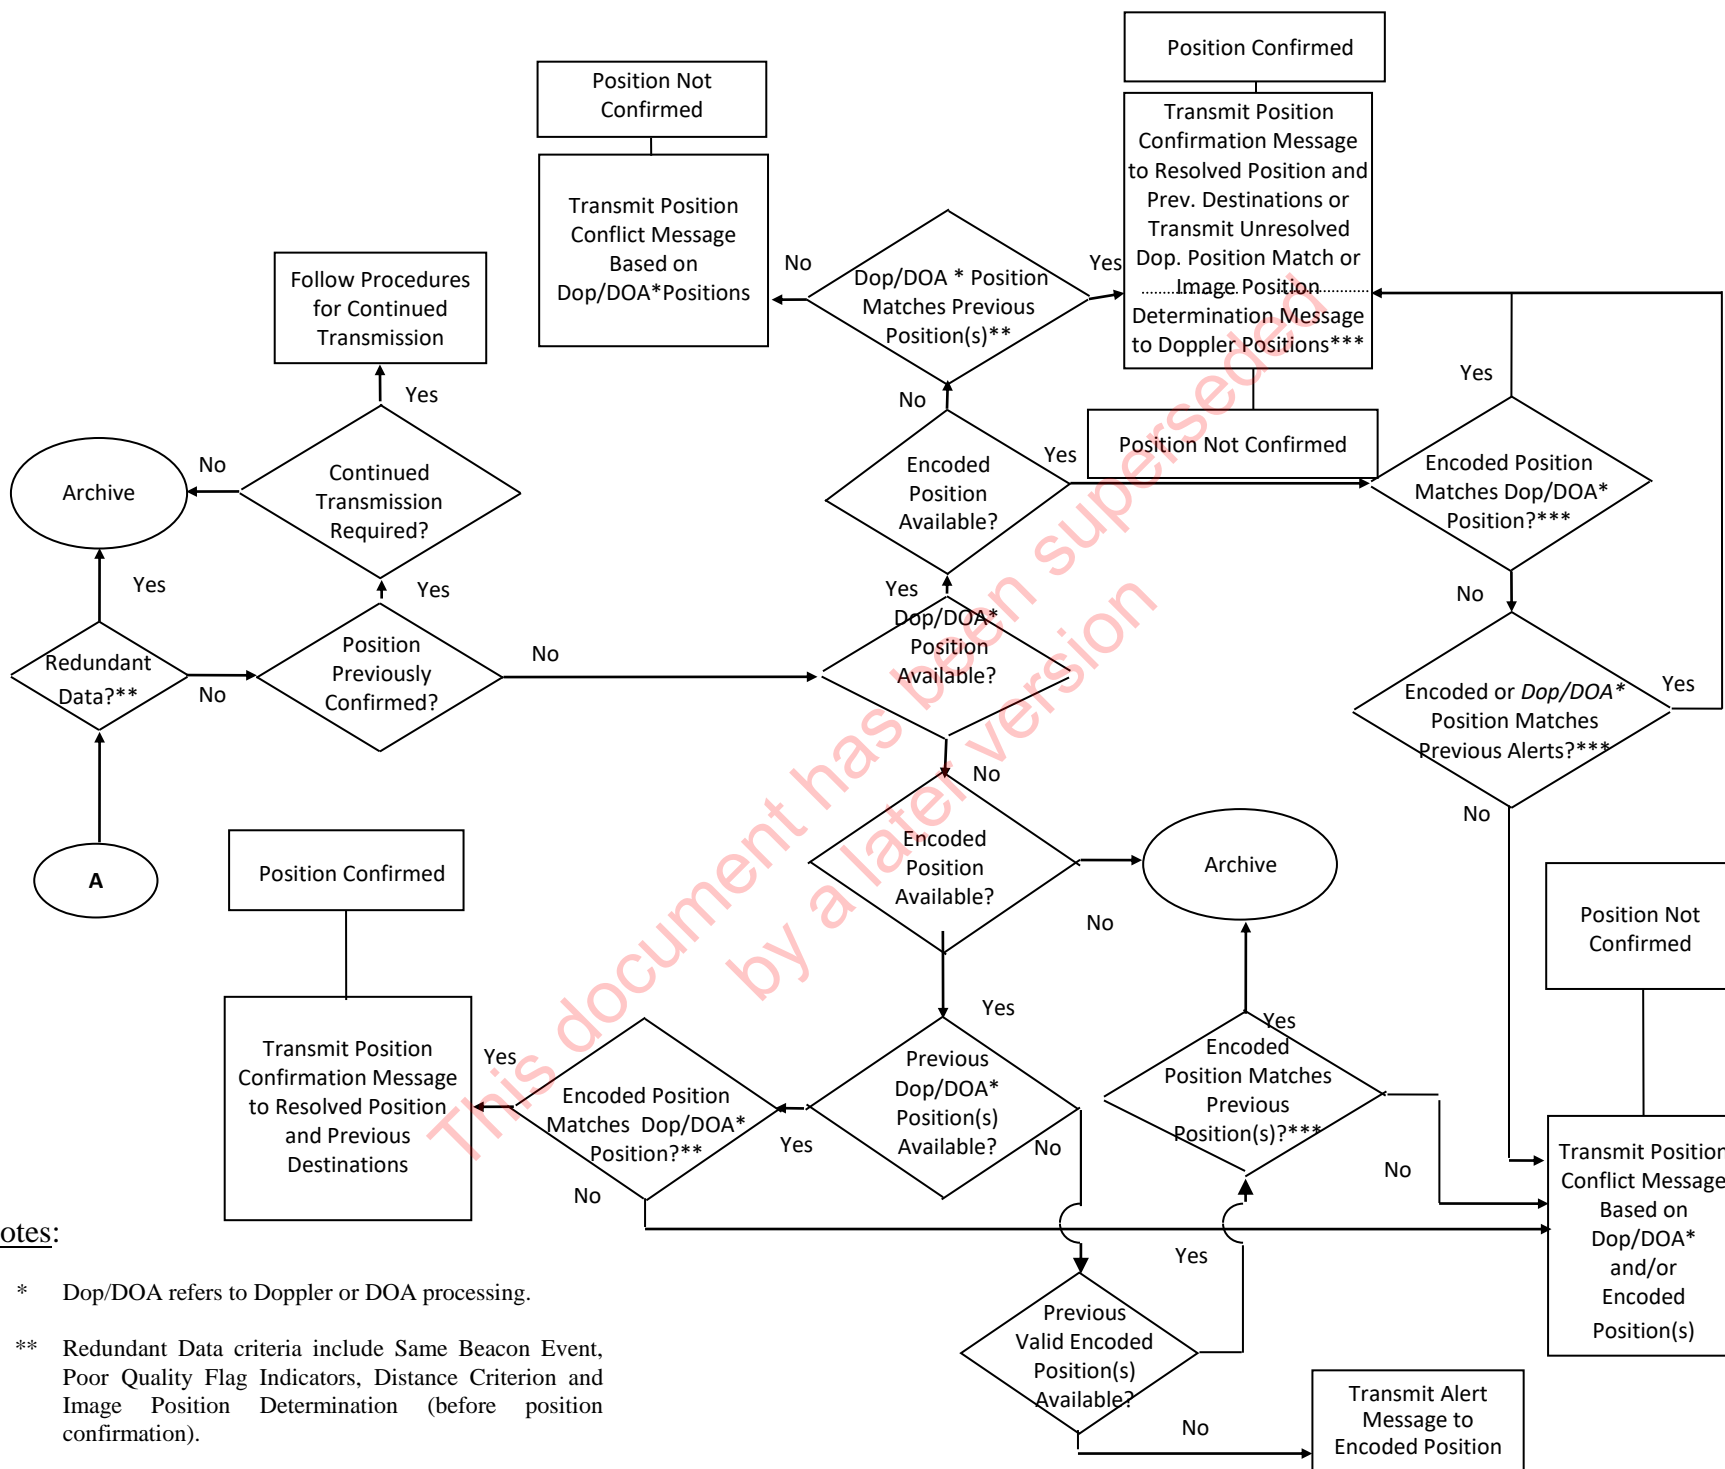 Position Confirmed
Position Not
Confirmed
Transmit Position
Confirmation Message
to Resolved Position and
Prev. Destinations or
Transmit Unresolved
Dop. Position Match or
Image Position
Determination Message
to Doppler Positions***
Transmit Position
Conflict Message
Based on
Dop/DOA*Positions
No
Dop/DOA * Position
Matches Previous
Position(s)**
Yes
Follow Procedures
for Continued
Transmission
Yes
No
Yes
Position Not Confirmed
Archive
No
Continued
Transmission
Required?
Encoded
Position
Available?
Yes
Encoded Position
Matches Dop/DOA*
Position?***
Yes
Yes
Yes
No
Redundant
Data?**
No
Position
Previously
Confirmed?
No
Dop/DOA*
Position
Available?
Encoded or Dop/DOA*
Position Matches
Previous Alerts?***
Yes
No
No
A
Position Confirmed
Encoded
Position
Available?
No
Archive
Position Not
Confirmed
Yes
Transmit Position
Confirmation Message
to Resolved Position
and Previous
Destinations
Yes
Encoded Position
Matches Dop/DOA*
Position?**
Yes
No
Previous
Dop/DOA*
Position(s)
Available?
No
Yes
Encoded
Position Matches
Previous
Position(s)?***
No
Transmit Position
Conflict Message
Based on
Dop/DOA*
and/or
Encoded
Position(s)
Yes
Previous
Valid Encoded
Position(s)
Available?
No
Transmit Alert
Message to
Encoded Position
otes:
* Dop/DOA refers to Doppler or DOA processing.
** Redundant Data criteria include Same Beacon Event,
Poor Quality Flag Indicators, Distance Criterion and
Image Position Determination (before position
confirmation).
This document has been superseded
by a later version